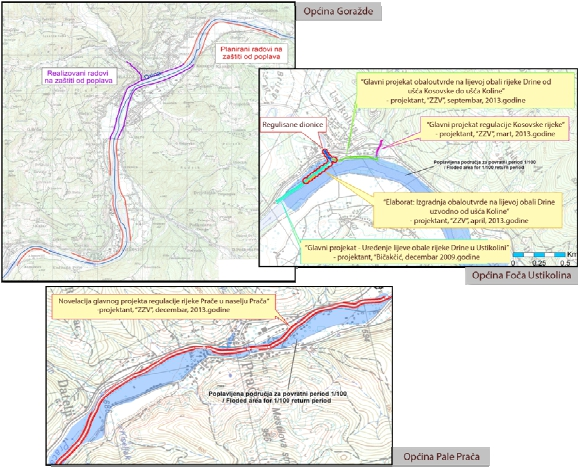 Općina Goražde
Planirani radovi
na zaštiti od poplava
Realizovani radovi
na zaštiti od poplava
"Glavni projekat obaloutvrde na lijevoj obali rijeke Drine od
ušća Kosovske do ušća Koline"
- projektant, "ZZV", septembar, 2013.godine
Regulisane dionice
"Glavni projekat regulacije Kosovske rijeke"
- projektant, "ZZV", mart, 2013.godine
Poplavljena područja za povratni period 1/100
/ Floded area for 1/100 return period
"Elaborat: Izgradnja obaloutvrde na lijevoj obali Drine
uzvodno od ušća Koline"
- projektant, "ZZV", april, 2013.godine
"Glavni projekat - Uređenje lijeve obale rijeke Drine u Ustikolini"
- projektant, "Bičakčić, decembar 2009.godine
Km
0 0.125 0.25 0.5
Općina Foča Ustikolina
Novelacija glavnog projekta regulacije rijeke Prače u naselju Prača"
-projektant, "ZZV", decembar, 2013.godine
Poplavljena područja za povratni period 1/100
/ Floded area for 1/100 return period
Općina Pale Prača